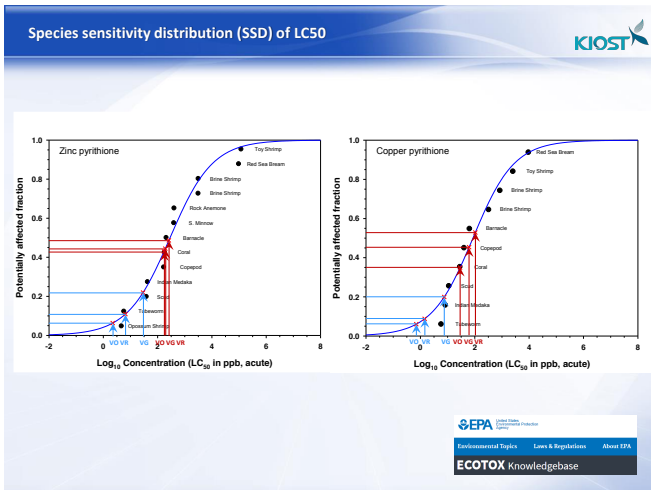 Species sensitivity distribution (SSD) of LC50
KIOST
Zinc pyrithione
Potentially affected fraction
1.0
0.8
0.6
0.4
0.2
0.0
Toy Shrimp
Red Sea Bream
Brine Shrimp
Brine Shrimp
Rock Anemone
S. Minnow
Barnacle
Coral
Copepod
Indian Medaka
Scud
Tubeworm
Opossum Shrimp
VO VR VG VO VG VR
-2 0 2 4 6 8
Log10 Concentration (LC50 in ppb, acute)
Copper pyrithione
Potentially affected fraction
1.0
0.8
0.6
0.4
0.2
0.0
Red Sea Bream
Toy Shrimp
Brine Shrimp
Brine Shrimp
Barnacle
Copepod
Coral
Scud
Indian Medaka
Tubeworm
VO VR VG VO VG VR
-2 0 2 4 6 8
Log10 Concentration (LC50 in ppb, acute)
EPA
United States
Environmental Protection
Agency
Environmental Topics Laws & Regulations About EPA
ECOTOX Knowledgebase